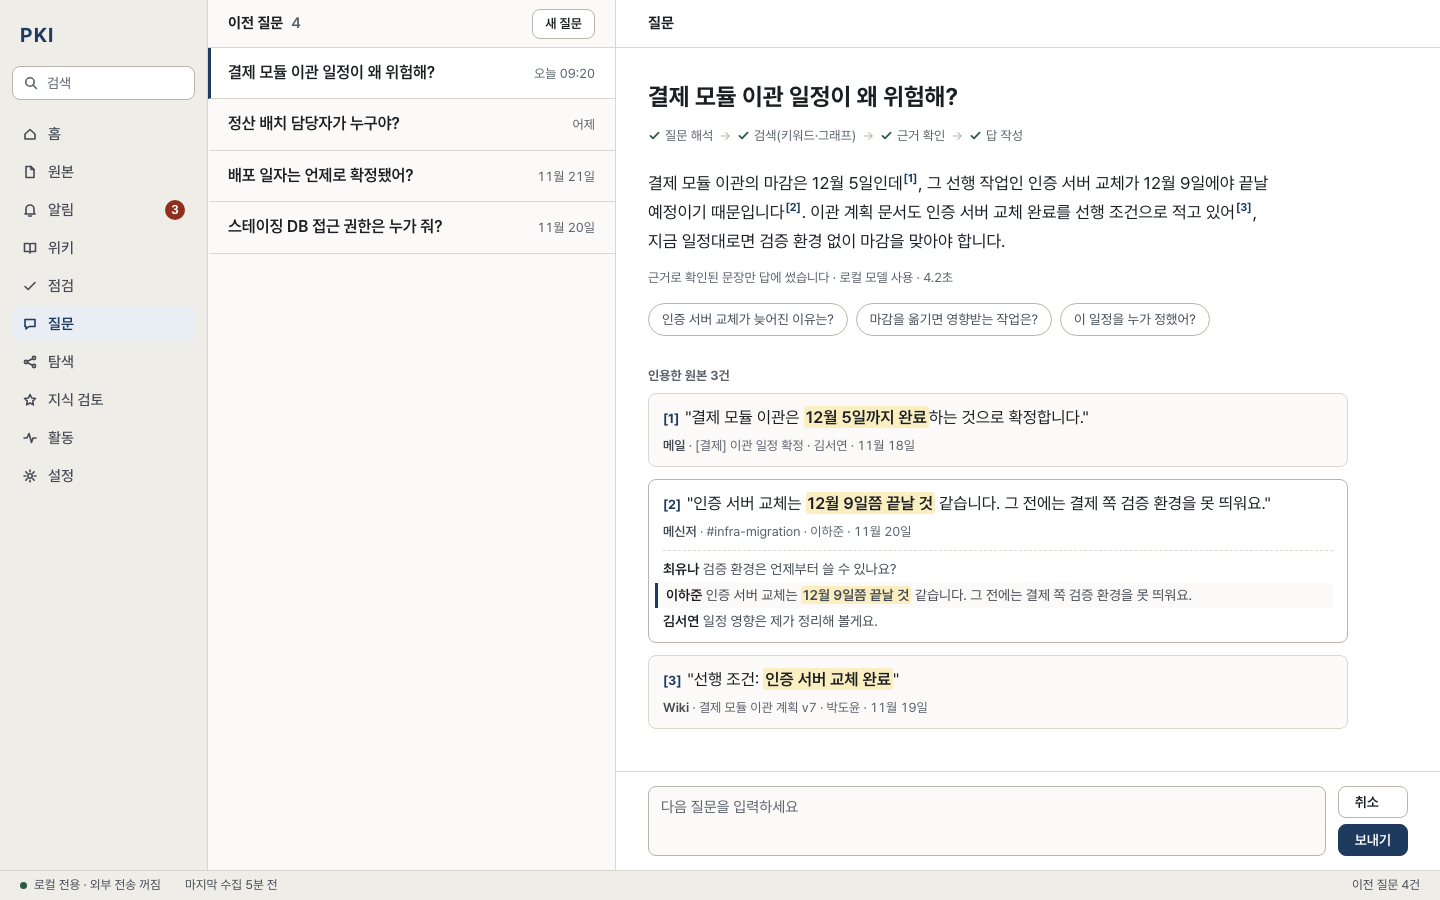 PKI
검색
홈
원본
알림 3
위키
점검
질문
탐색
지식 검토
활동
설정
이전 질문 4 새 질문
결제 모듈 이관 일정이 왜 위험해? 오늘 09:20
정산 배치 담당자가 누구야? 어제
배포 일자는 언제로 확정됐어? 11월 21일
스테이징 DB 접근 권한은 누가 줘? 11월 20일
질문
결제 모듈 이관 일정이 왜 위험해?
질문 해석 → 검색(키워드·그래프) → 근거 확인 → 답 작성
결제 모듈 이관의 마감은 12월 5일인데[1], 그 선행 작업인 인증 서버 교체가 12월 9일에야 끝날
예정이기 때문입니다[2]. 이관 계획 문서도 인증 서버 교체 완료를 선행 조건으로 적고 있어[3],
지금 일정대로면 검증 환경 없이 마감을 맞아야 합니다.
근거로 확인된 문장만 답에 썼습니다 · 로컬 모델 사용 · 4.2초
인증 서버 교체가 늦어진 이유는? 마감을 옮기면 영향받는 작업은? 이 일정을 누가 정했어?
인용한 원본 3건
[1] "결제 모듈 이관은 12월 5일까지 완료하는 것으로 확정합니다."
메일 · [결제] 이관 일정 확정 · 김서연 · 11월 18일
[2] "인증 서버 교체는 12월 9일쯤 끝날 것 같습니다. 그 전에는 결제 쪽 검증 환경을 못 띄워요."
메신저 · #infra-migration · 이하준 · 11월 20일
최유나 검증 환경은 언제부터 쓸 수 있나요?
이하준 인증 서버 교체는 12월 9일쯤 끝날 것 같습니다. 그 전에는 결제 쪽 검증 환경을 못 띄워요.
김서연 일정 영향은 제가 정리해 볼게요.
[3] "선행 조건: 인증 서버 교체 완료"
Wiki · 결제 모듈 이관 계획 v7 · 박도윤 · 11월 19일
다음 질문을 입력하세요
취소
보내기
로컬 전용 · 외부 전송 꺼짐 마지막 수집 5분 전 이전 질문 4건